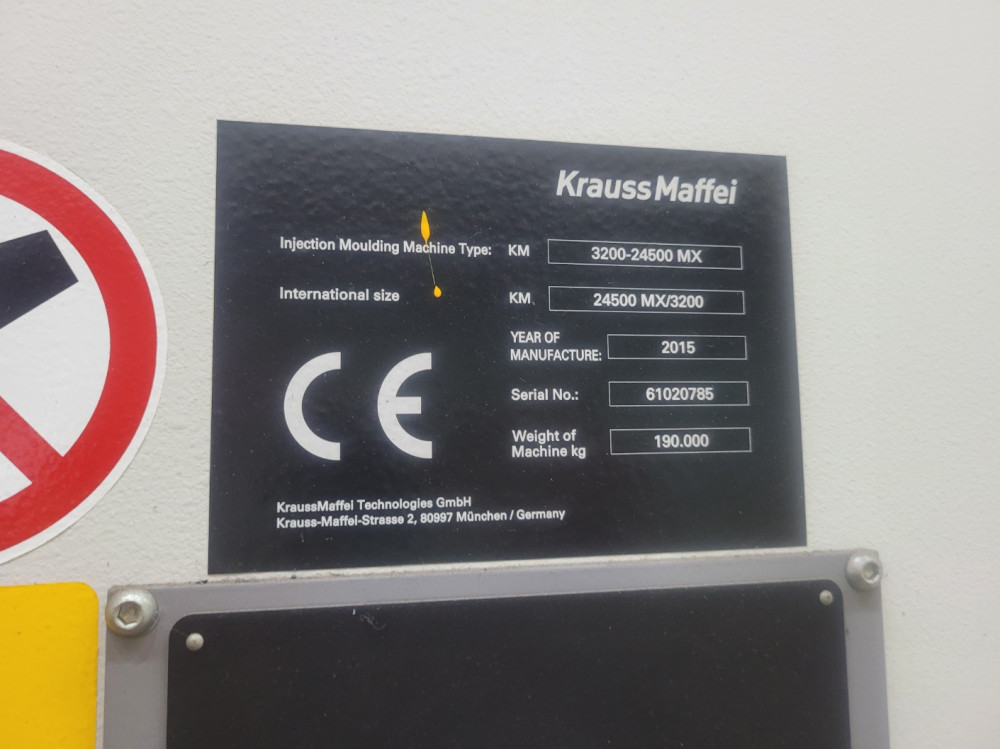 KraussMaffei
Injection Moulding Machine Type: KM 3200-24500 MX
International size KM 24500 MX/3200
YEAR OF
MANUFACTURE: 2015
Serial No.: 61020785
Weight of
Machine kg 190.000
CE
KraussMaffei Technologies GmbH
Krauss-Maffei-Strasse 2, 80997 München / Germany